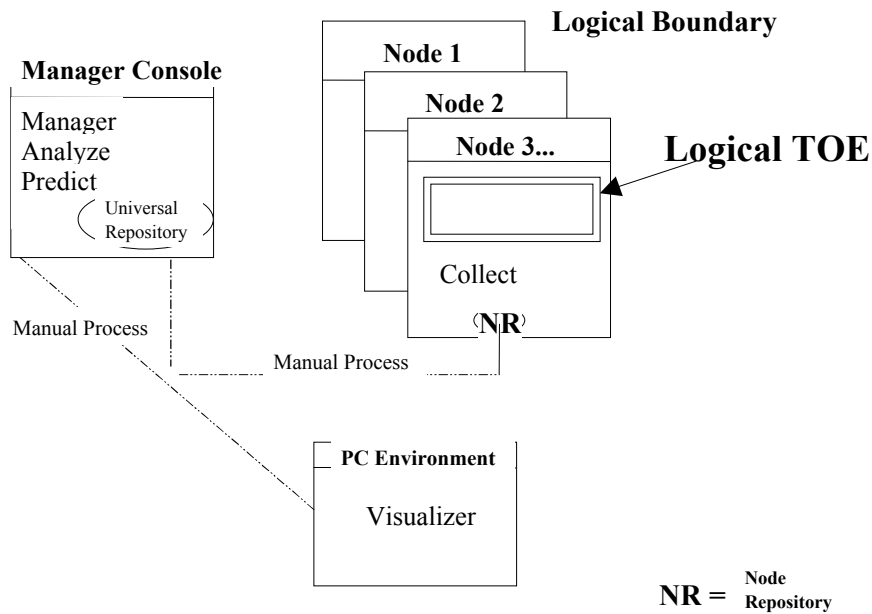 Logical Boundary
Node 1
Manager Console
Node 2
Manager
Analyze
Predict
Node 3...
Logical TOE
Universal
Repository
Collect
(NR)
Manual Process
Manual Process
PC Environment
Visualizer
NR = Node
Repository